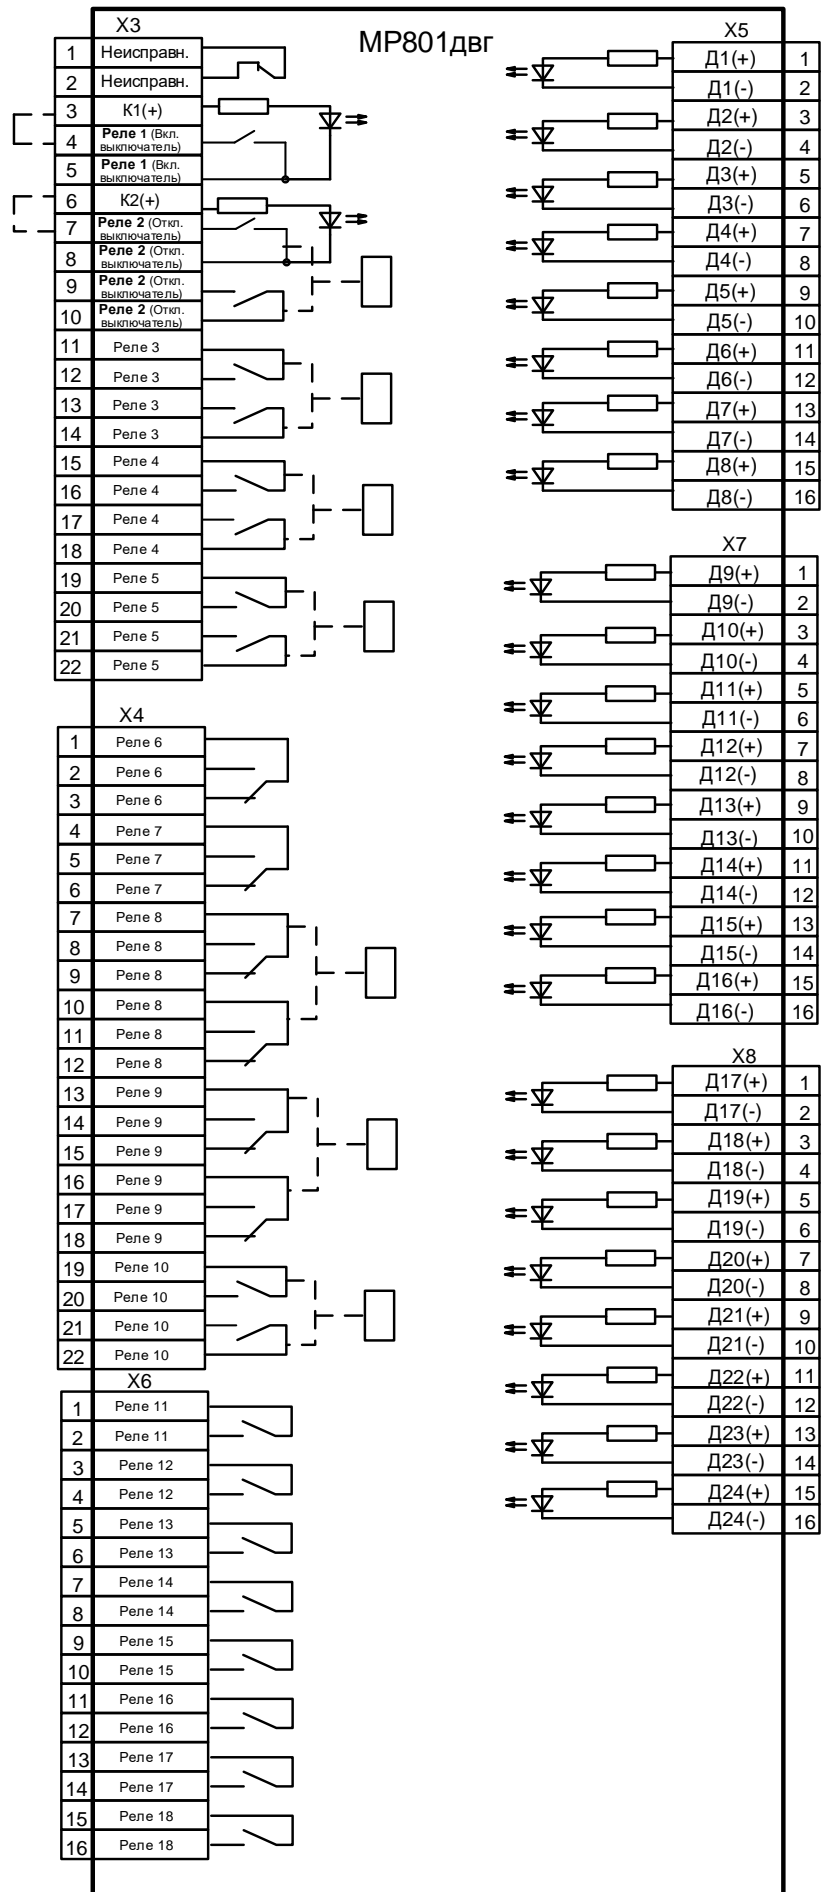 МР801двг
X3
1 Неисправн.
2 Неисправн.
3 К1(+)
4 Реле 1 (Вкл. выключатель)
5 Реле 1 (Вкл. выключатель)
6 К2(+)
7 Реле 2 (Откл. выключатель)
8 Реле 2 (Откл. выключатель)
9 Реле 2 (Откл. выключатель)
10 Реле 2 (Откл. выключатель)
11 Реле 3
12 Реле 3
13 Реле 3
14 Реле 3
15 Реле 4
16 Реле 4
17 Реле 4
18 Реле 4
19 Реле 5
20 Реле 5
21 Реле 5
22 Реле 5
X4
1 Реле 6
2 Реле 6
3 Реле 6
4 Реле 7
5 Реле 7
6 Реле 7
7 Реле 8
8 Реле 8
9 Реле 8
10 Реле 8
11 Реле 8
12 Реле 8
13 Реле 9
14 Реле 9
15 Реле 9
16 Реле 9
17 Реле 9
18 Реле 9
19 Реле 10
20 Реле 10
21 Реле 10
22 Реле 10
X6
1 Реле 11
2 Реле 11
3 Реле 12
4 Реле 12
5 Реле 13
6 Реле 13
7 Реле 14
8 Реле 14
9 Реле 15
10 Реле 15
11 Реле 16
12 Реле 16
13 Реле 17
14 Реле 17
15 Реле 18
16 Реле 18
X5
Д1(+) 1
Д1(-) 2
Д2(+) 3
Д2(-) 4
Д3(+) 5
Д3(-) 6
Д4(+) 7
Д4(-) 8
Д5(+) 9
Д5(-) 10
Д6(+) 11
Д6(-) 12
Д7(+) 13
Д7(-) 14
Д8(+) 15
Д8(-) 16
X7
Д9(+) 1
Д9(-) 2
Д10(+) 3
Д10(-) 4
Д11(+) 5
Д11(-) 6
Д12(+) 7
Д12(-) 8
Д13(+) 9
Д13(-) 10
Д14(+) 11
Д14(-) 12
Д15(+) 13
Д15(-) 14
Д16(+) 15
Д16(-) 16
X8
Д17(+) 1
Д17(-) 2
Д18(+) 3
Д18(-) 4
Д19(+) 5
Д19(-) 6
Д20(+) 7
Д20(-) 8
Д21(+) 9
Д21(-) 10
Д22(+) 11
Д22(-) 12
Д23(+) 13
Д23(-) 14
Д24(+) 15
Д24(-) 16